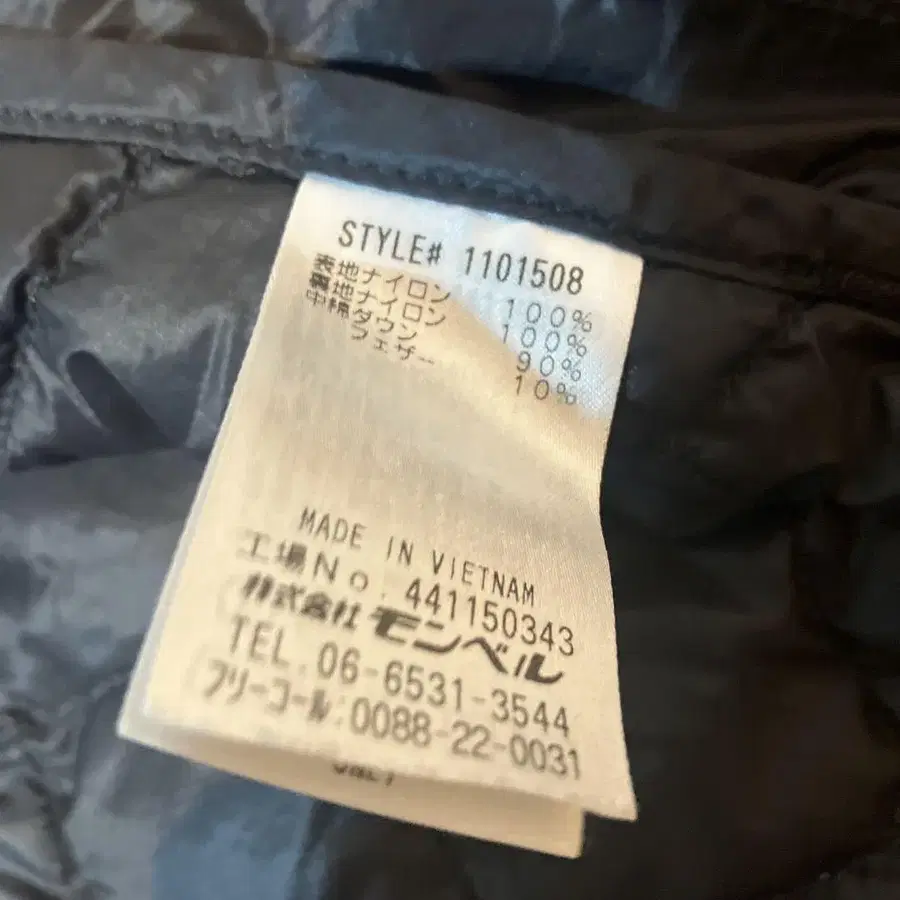 STYLE# 1101508
表地ナイロン 100%
裏地ナイロン 100%
中綿ダウン 90%
フェザー 10%
MADE IN VIETNAM
工場No. 441150343
株式会社 モンベル
TEL.06-6531-3544
フリーコール:0088-22-0031